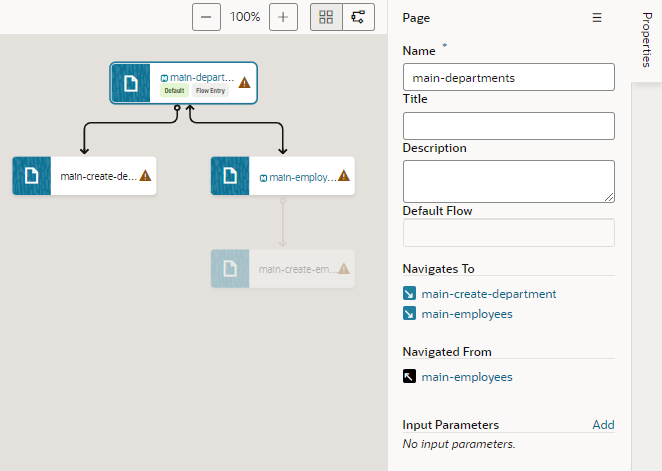 100%
main-depart...
Default Flow Entry
main-create-de...
main-employ...
main-create-em...
Page
Name *
main-departments
Title
Description
Default Flow
Navigates To
main-create-department
main-employees
Navigated From
main-employees
Input Parameters Add
No input parameters.
Properties